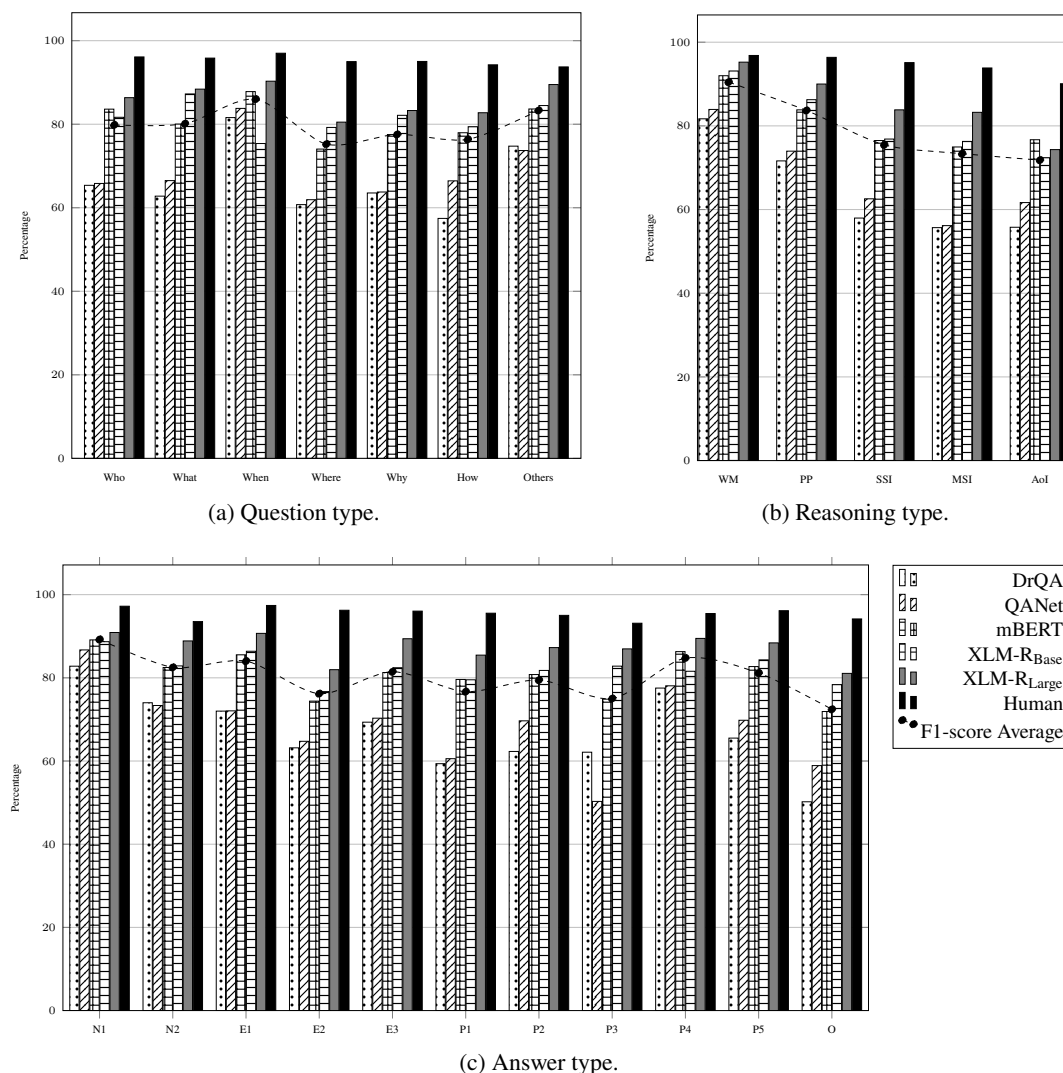 100
80
60
40
20
0
Percentage
Who What When Where Why How Others
(a) Question type.
100
80
60
40
20
0
Percentage
WM PP SSI MSI AoI
(b) Reasoning type.
100
80
60
40
20
0
Percentage
N1 N2 E1 E2 E3 P1 P2 P3 P4 P5 O
(c) Answer type.
DrQA
QANet
mBERT
XLM-RBase
XLM-RLarge
Human
F1-score Average